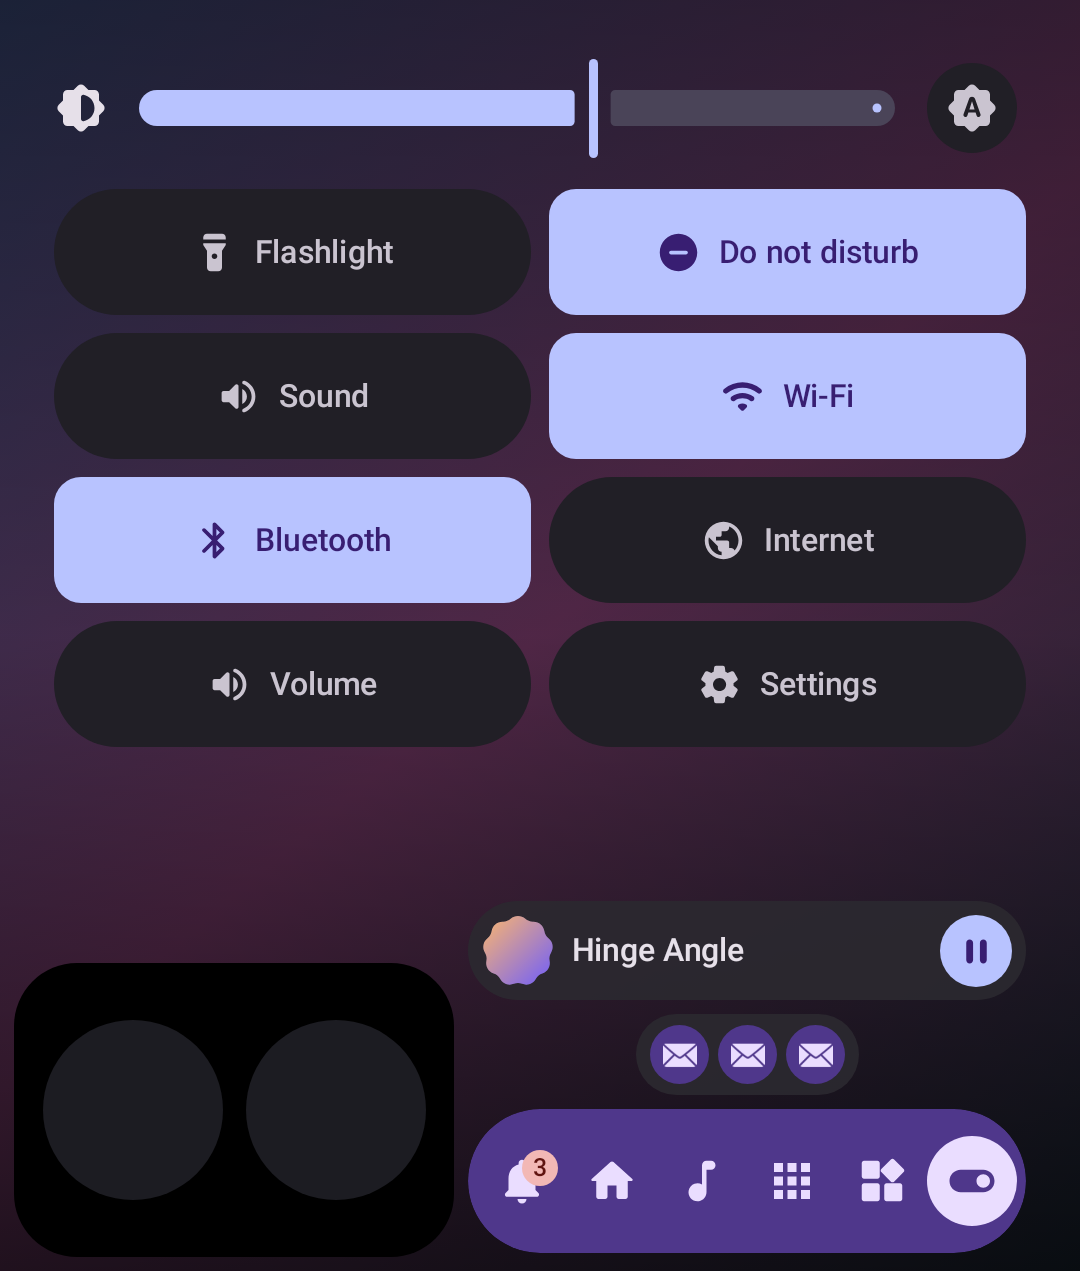 A
Flashlight
Do not disturb
Sound
Wi-Fi
Bluetooth
Internet
Volume
Settings
Hinge Angle
3